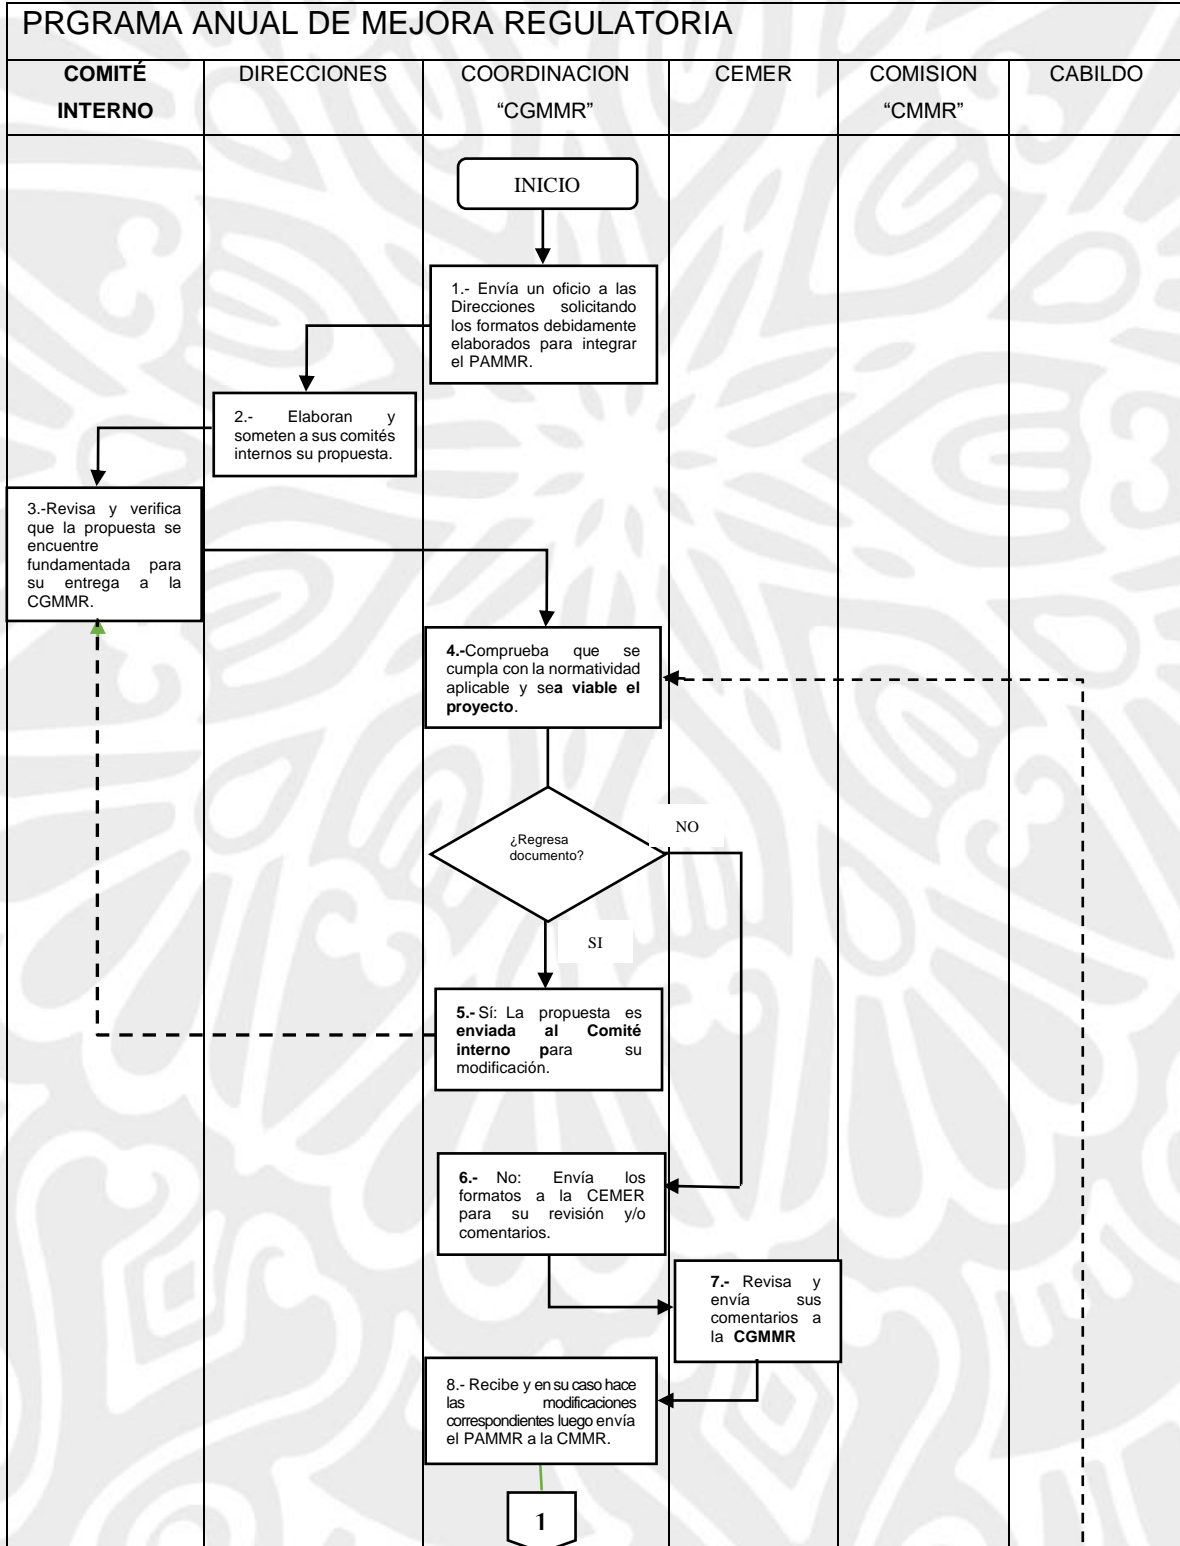 PRGRAMA ANUAL DE MEJORA REGULATORIA
COMITÉ
INTERNO
DIRECCIONES
COORDINACION
“CGMMR”
CEMER
COMISION
“CMMR”
CABILDO
INICIO
1.- Envía un oficio a las
Direcciones solicitando
los formatos debidamente
elaborados para integrar
el PAMMR.
2.- Elaboran y
someten a sus comités
internos su propuesta.
3.-Revisa y verifica
que la propuesta se
encuentre
fundamentada para
su entrega a la
CGMMR.
4.-Comprueba que se
cumpla con la normatividad
aplicable y sea viable el
proyecto.
¿Regresa
documento?
NO
SI
5.- Sí: La propuesta es
enviada al Comité
interno para su
modificación.
6.- No: Envía los
formatos a la CEMER
para su revisión y/o
comentarios.
7.- Revisa y
envía sus
comentarios a
la CGMMR
8.- Recibe y en su caso hace
las modificaciones
correspondientes luego envía
el PAMMR a la CMMR.
1